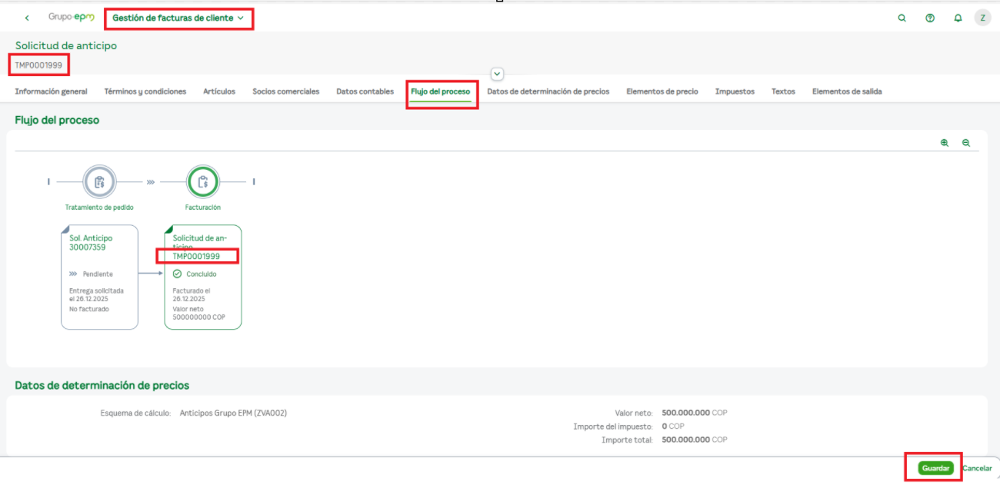 Grupo·epm
Gestión de facturas de cliente
Z
Solicitud de anticipo
TMP0001999
Información general
Términos y condiciones
Artículos
Socios comerciales
Datos contables
Flujo del proceso
Datos de determinación de precios
Elementos de precio
Impuestos
Textos
Elementos de salida
Flujo del proceso
Tratamiento de pedido
Facturación
Sol. Anticipo
30007359
Pendiente
Entrega solicitada
el 26.12.2025
No facturado
Solicitud de an-
ticipo
TMP0001999
Concluido
Facturado el
26.12.2025
Valor neto
500000000 COP
Datos de determinación de precios
Esquema de cálculo: Anticipos Grupo EPM (ZVA002)
Valor neto: 500.000.000 COP
Importe del impuesto: 0 COP
Importe total: 500.000.000 COP
Guardar
Cancelar